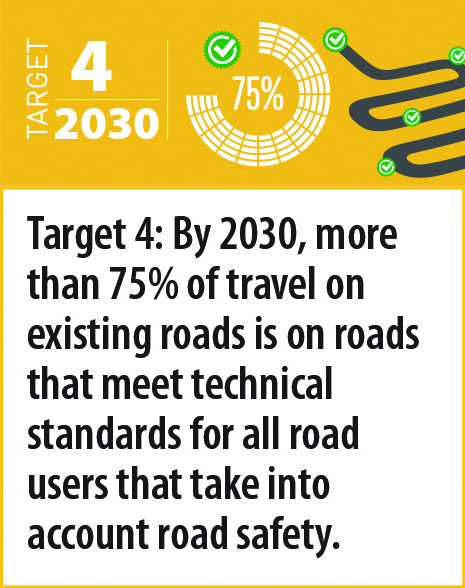 TARGET
4
2030
75%
Target 4: By 2030, more
than 75% of travel on
existing roads is on roads
that meet technical
standards for all road
users that take into
account road safety.